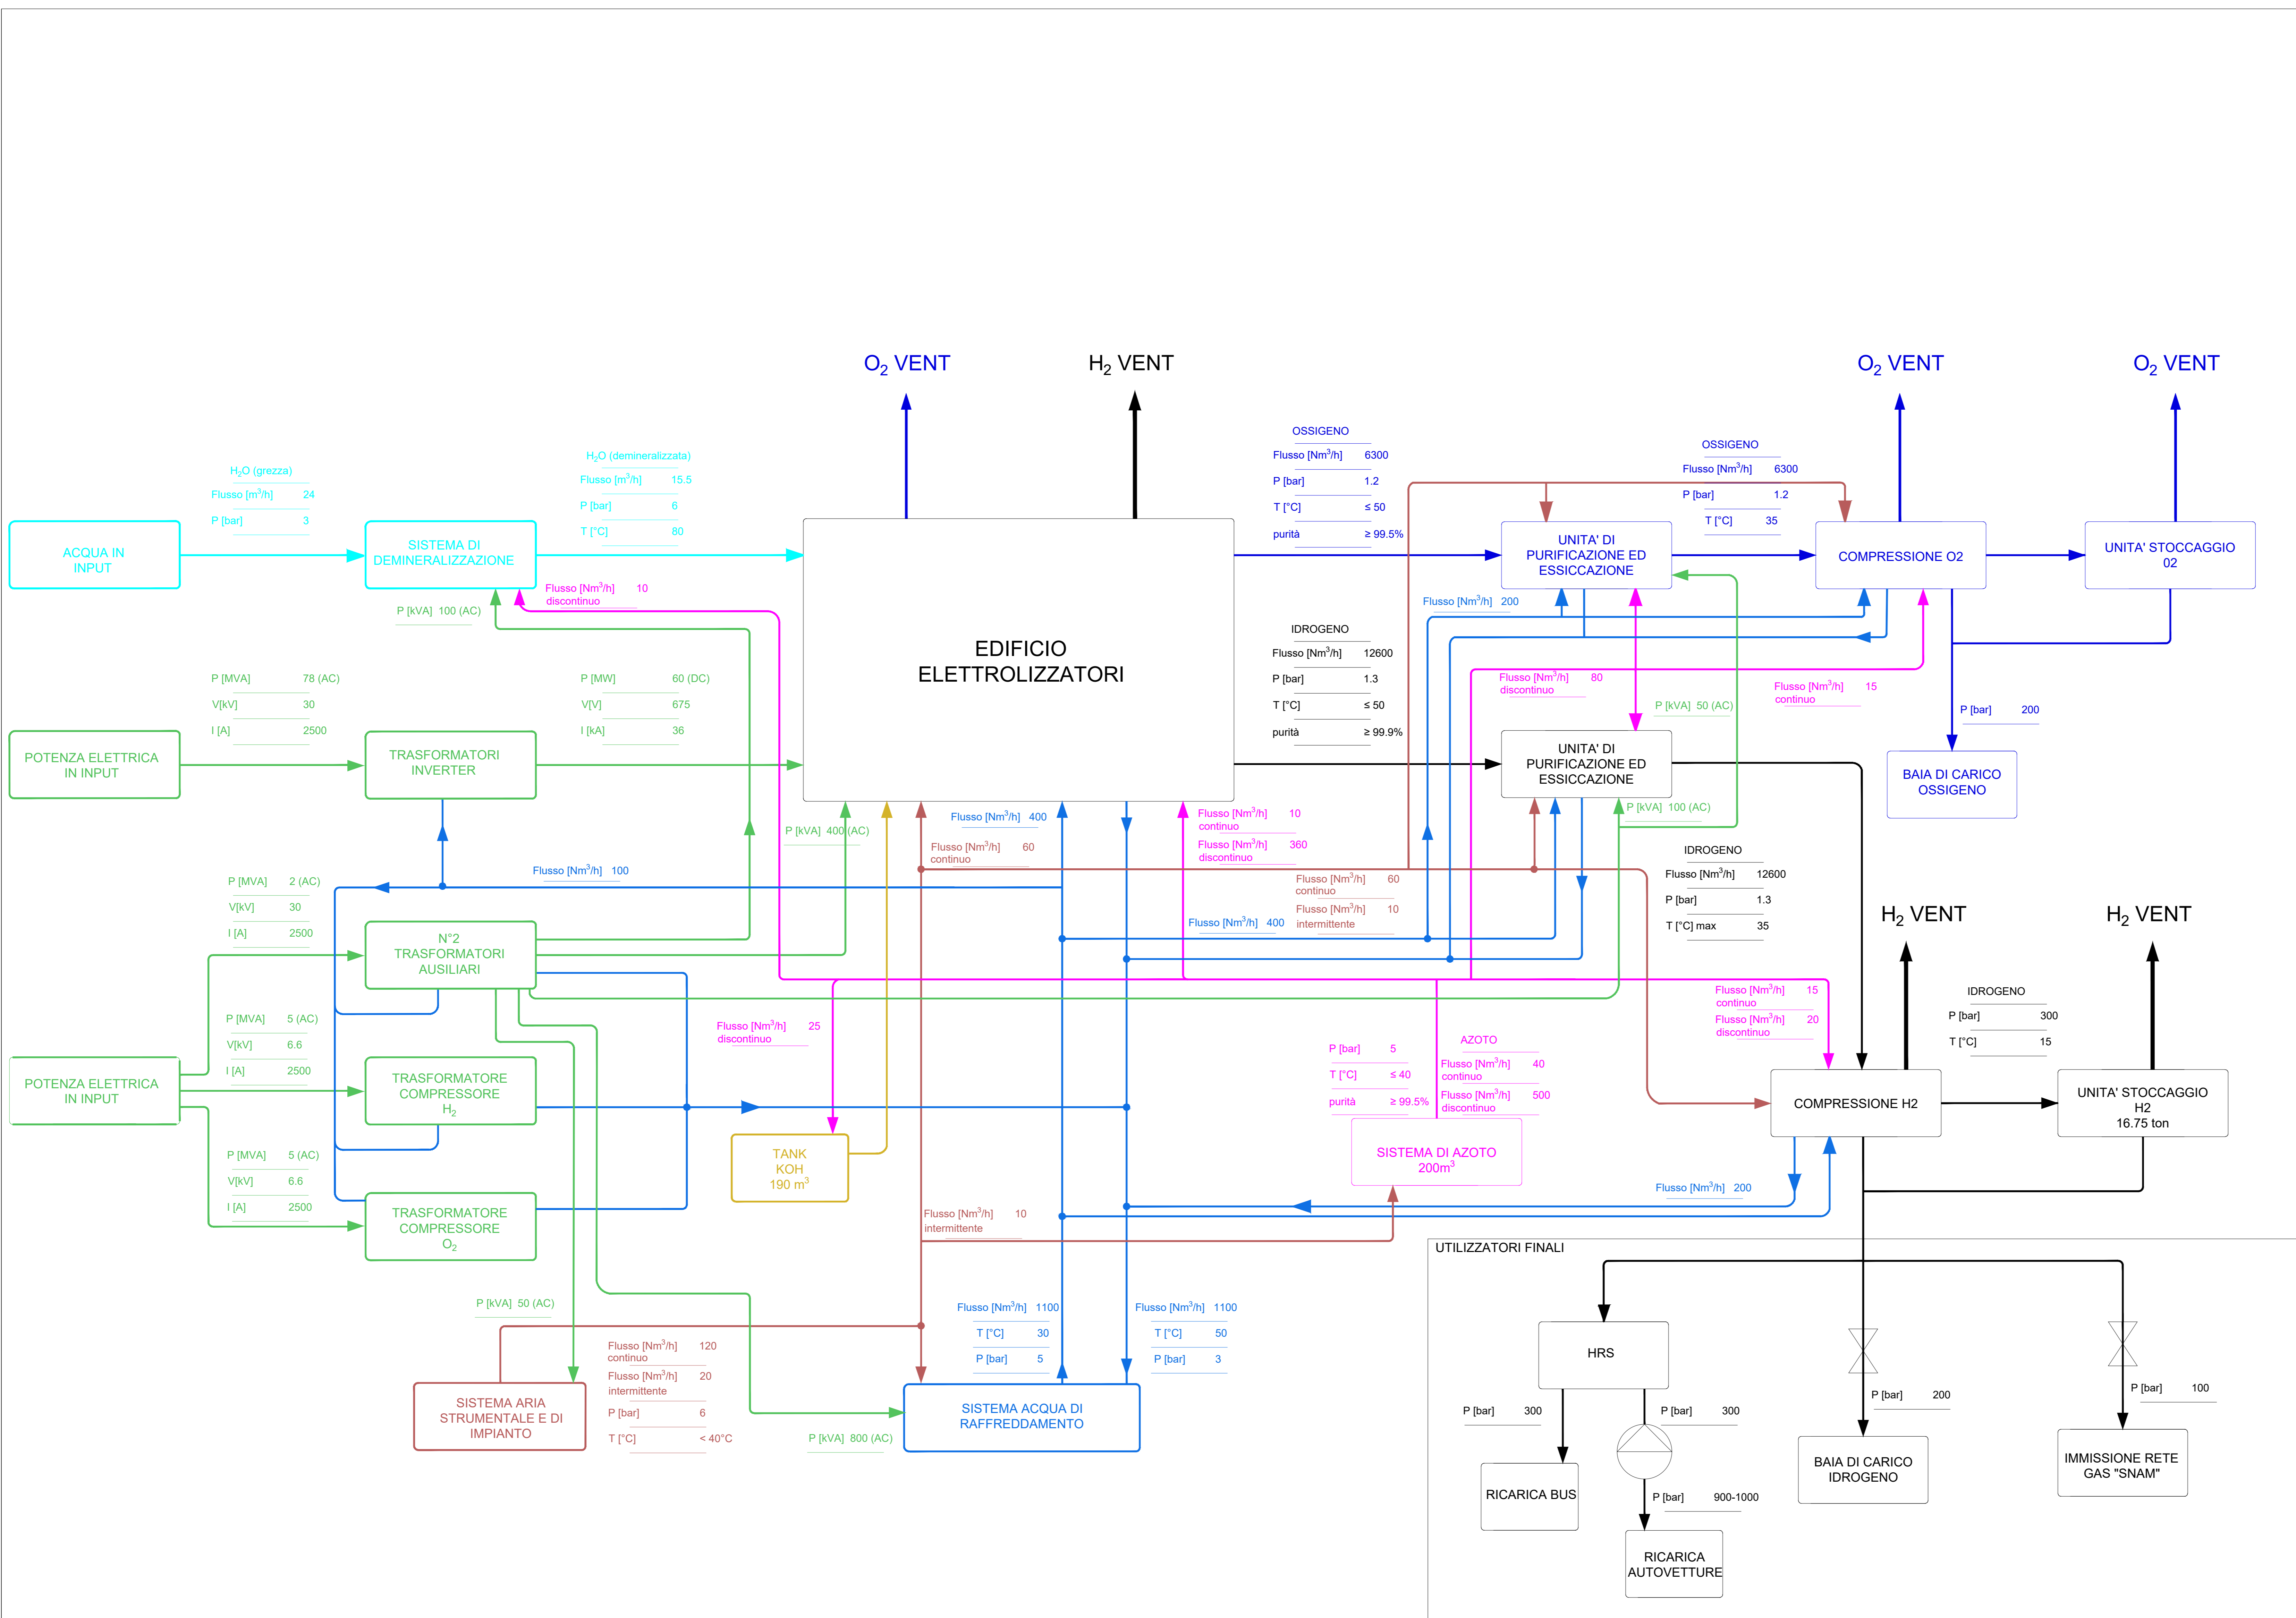 O₂ VENT
H₂ VENT
O₂ VENT
O₂ VENT
H₂O (grezza)
Flusso [m³/h] 24
P [bar] 3
H₂O (demineralizzata)
Flusso [m³/h] 15.5
P [bar] 6
T [°C] 80
OSSIGENO
Flusso [Nm³/h] 6300
P [bar] 1.2
T [°C] ≤ 50
purità ≥ 99.5%
OSSIGENO
Flusso [Nm³/h] 6300
P [bar] 1.2
T [°C] 35
ACQUA IN
INPUT
SISTEMA DI
DEMINERALIZZAZIONE
EDIFICIO
ELETTROLIZZATORI
UNITA' DI
PURIFICAZIONE ED
ESSICCAZIONE
COMPRESSIONE O2
UNITA' STOCCAGGIO
02
P [kVA] 100 (AC)
Flusso [Nm³/h] 10
discontinuo
Flusso [Nm³/h] 200
IDROGENO
Flusso [Nm³/h] 12600
P [bar] 1.3
T [°C] ≤ 50
purità ≥ 99.9%
Flusso [Nm³/h] 80
discontinuo
P [kVA] 50 (AC)
Flusso [Nm³/h] 15
continuo
P [bar] 200
P [MVA] 78 (AC)
V[kV] 30
I [A] 2500
P [MW] 60 (DC)
V[V] 675
I [kA] 36
POTENZA ELETTRICA
IN INPUT
TRASFORMATORI
INVERTER
UNITA' DI
PURIFICAZIONE ED
ESSICCAZIONE
BAIA DI CARICO
OSSIGENO
P [kVA] 400 (AC)
Flusso [Nm³/h] 400
Flusso [Nm³/h] 60
continuo
Flusso [Nm³/h] 10
continuo
Flusso [Nm³/h] 360
discontinuo
P [kVA] 100 (AC)
Flusso [Nm³/h] 100
Flusso [Nm³/h] 60
continuo
Flusso [Nm³/h] 10
intermittente
Flusso [Nm³/h] 400
IDROGENO
Flusso [Nm³/h] 12600
P [bar] 1.3
T [°C] max 35
H₂ VENT
H₂ VENT
P [MVA] 2 (AC)
V[kV] 30
I [A] 2500
N°2
TRASFORMATORI
AUSILIARI
P [MVA] 5 (AC)
V[kV] 6.6
I [A] 2500
Flusso [Nm³/h] 25
discontinuo
P [bar] 5
T [°C] ≤ 40
purità ≥ 99.5%
AZOTO
Flusso [Nm³/h] 40
continuo
Flusso [Nm³/h] 500
discontinuo
Flusso [Nm³/h] 15
continuo
Flusso [Nm³/h] 20
discontinuo
IDROGENO
P [bar] 300
T [°C] 15
POTENZA ELETTRICA
IN INPUT
TRASFORMATORE
COMPRESSORE
H₂
COMPRESSIONE H2
UNITA' STOCCAGGIO
H2
16.75 ton
TANK
KOH
190 m³
SISTEMA DI AZOTO
200m³
P [MVA] 5 (AC)
V[kV] 6.6
I [A] 2500
TRASFORMATORE
COMPRESSORE
O₂
Flusso [Nm³/h] 10
intermittente
Flusso [Nm³/h] 200
UTILIZZATORI FINALI
P [kVA] 50 (AC)
Flusso [Nm³/h] 120
continuo
Flusso [Nm³/h] 20
intermittente
P [bar] 6
T [°C] < 40°C
Flusso [Nm³/h] 1100
T [°C] 30
P [bar] 5
Flusso [Nm³/h] 1100
T [°C] 50
P [bar] 3
SISTEMA ARIA
STRUMENTALE E DI
IMPIANTO
P [kVA] 800 (AC)
SISTEMA ACQUA DI
RAFFREDDAMENTO
HRS
P [bar] 300
P [bar] 300
P [bar] 200
P [bar] 100
RICARICA BUS
P [bar] 900-1000
BAIA DI CARICO
IDROGENO
IMMISSIONE RETE
GAS "SNAM"
RICARICA
AUTOVETTURE